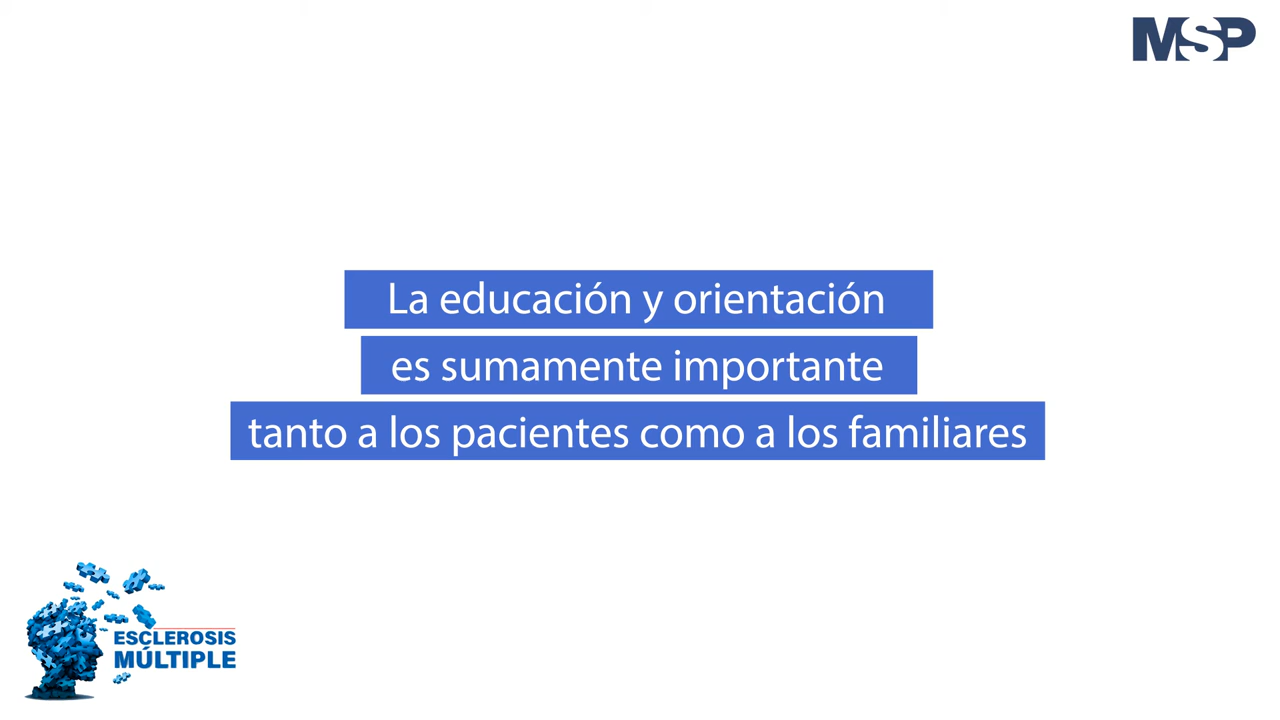 MSP
La educación y orientación
es sumamente importante
tanto a los pacientes como a los familiares
ESCLEROSIS
MÚLTIPLE